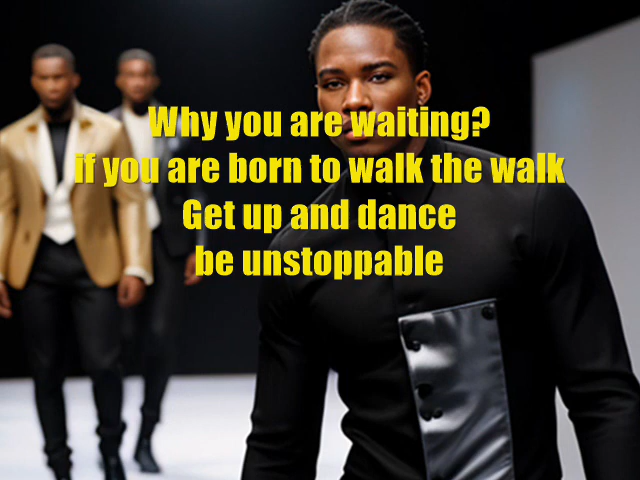 Why you are waiting?
if you are born to walk the walk
Get up and dance
be unstoppable